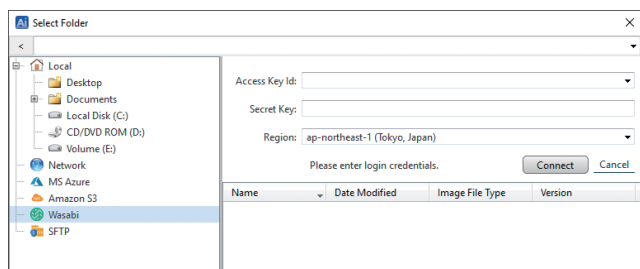 Ai Select Folder
<
Local
Desktop
Documents
Local Disk (C:)
CD/DVD ROM (D:)
Volume (E:)
Network
MS Azure
Amazon S3
Wasabi
SFTP
Access Key Id:
Secret Key:
Region: ap-northeast-1 (Tokyo, Japan)
Please enter login credentials. Connect Cancel
Name Date Modified Image File Type Version